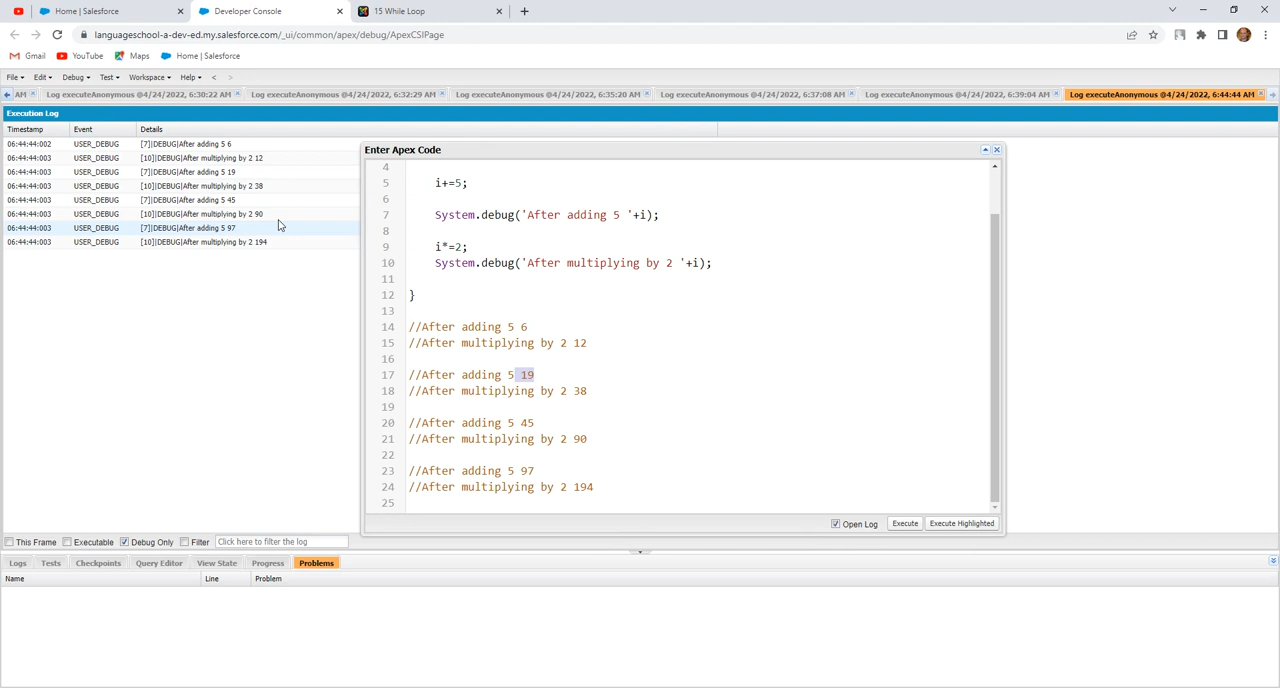 Home | Salesforce
Developer Console
15 While Loop
languageschool-a-dev-ed.my.salesforce.com/_ui/common/apex/debug/ApexCSIPage
Gmail YouTube Maps Home | Salesforce
File Edit Debug Test Workspace Help < >
AM Log executeAnonymous @4/24/2022, 6:30:22 AM Log executeAnonymous @4/24/2022, 6:32:29 AM Log executeAnonymous @4/24/2022, 6:35:20 AM Log executeAnonymous @4/24/2022, 6:37:08 AM Log executeAnonymous @4/24/2022, 6:39:04 AM Log executeAnonymous @4/24/2022, 6:44:44 AM
Execution Log
Timestamp Event Details
06:44:44:002 USER_DEBUG [7]|DEBUG|After adding 5 6
06:44:44:003 USER_DEBUG [10]|DEBUG|After multiplying by 2 12
06:44:44:003 USER_DEBUG [7]|DEBUG|After adding 5 19
06:44:44:003 USER_DEBUG [10]|DEBUG|After multiplying by 2 38
06:44:44:003 USER_DEBUG [7]|DEBUG|After adding 5 45
06:44:44:003 USER_DEBUG [10]|DEBUG|After multiplying by 2 90
06:44:44:003 USER_DEBUG [7]|DEBUG|After adding 5 97
06:44:44:003 USER_DEBUG [10]|DEBUG|After multiplying by 2 194
Enter Apex Code
4
5 i+=5;
6
7 System.debug('After adding 5 '+i);
8
9 i*=2;
10 System.debug('After multiplying by 2 '+i);
11
12 }
13
14 //After adding 5 6
15 //After multiplying by 2 12
16
17 //After adding 5 19
18 //After multiplying by 2 38
19
20 //After adding 5 45
21 //After multiplying by 2 90
22
23 //After adding 5 97
24 //After multiplying by 2 194
25
Open Log Execute Execute Highlighted
This Frame Executable Debug Only Filter Click here to filter the log
Logs Tests Checkpoints Query Editor View State Progress Problems
Name Line Problem